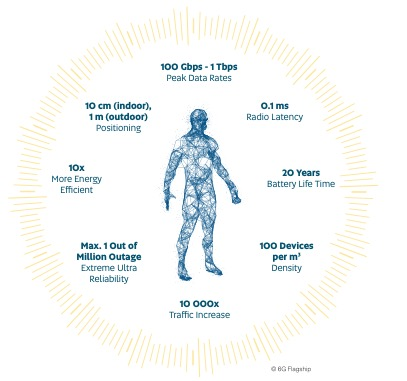 100 Gbps - 1 Tbps
Peak Data Rates
10 cm (indoor),
1 m (outdoor)
Positioning
0.1 ms
Radio Latency
10x
More Energy
Efficient
20 Years
Battery Life Time
Max. 1 Out of
Million Outage
Extreme Ultra
Reliability
100 Devices
per m³
Density
10 000x
Traffic Increase
© 6G Flagship